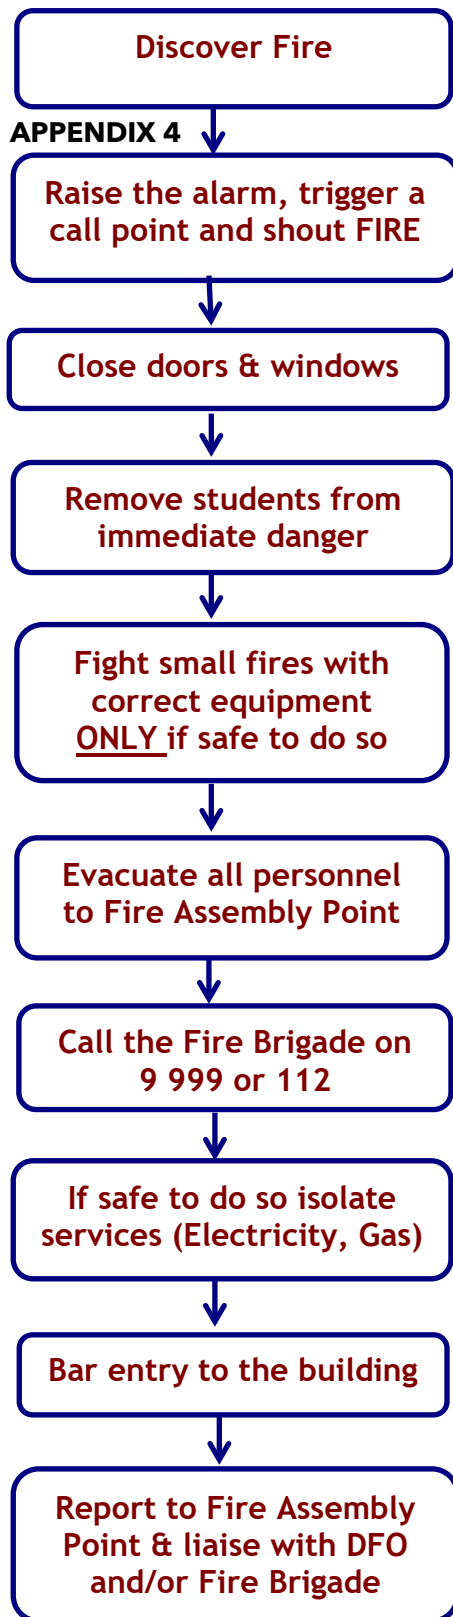 Discover Fire
APPENDIX 4
Raise the alarm, trigger a
call point and shout FIRE
Close doors & windows
Remove students from
immediate danger
Fight small fires with
correct equipment
ONLY if safe to do so
Evacuate all personnel
to Fire Assembly Point
Call the Fire Brigade on
9 999 or 112
If safe to do so isolate
services (Electricity, Gas)
Bar entry to the building
Report to Fire Assembly
Point & liaise with DFO
and/or Fire Brigade